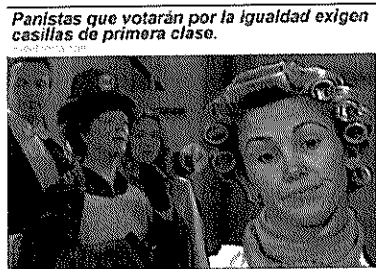 Panistas que votarán por la igualdad exigen
casillas de primera clase.